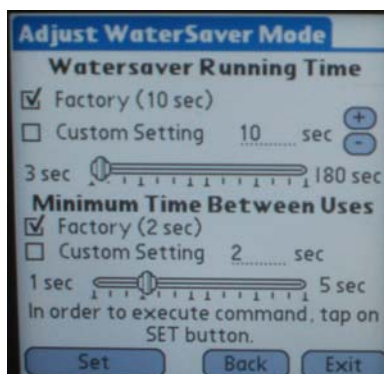 Adjust WaterSaver Mode
Watersaver Running Time
Factory (10 sec)
Custom Setting 10 sec + -
3 sec 180 sec
Minimum Time Between Uses
Factory (2 sec)
Custom Setting 2 sec
1 sec 5 sec
In order to execute command, tap on
SET button.
Set Back Exit